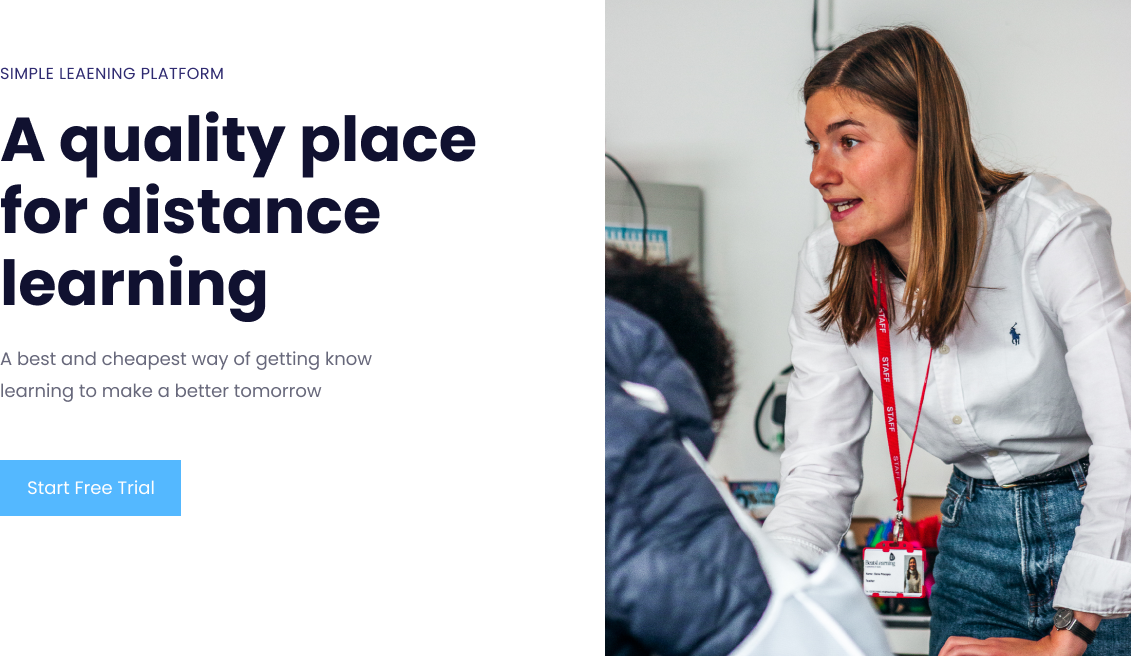 SIMPLE LEAENING PLATFORM
A quality place
for distance
learning
A best and cheapest way of getting know
learning to make a better tomorrow
Start Free Trial
STAFF
STAFF
STAFF
STAFF